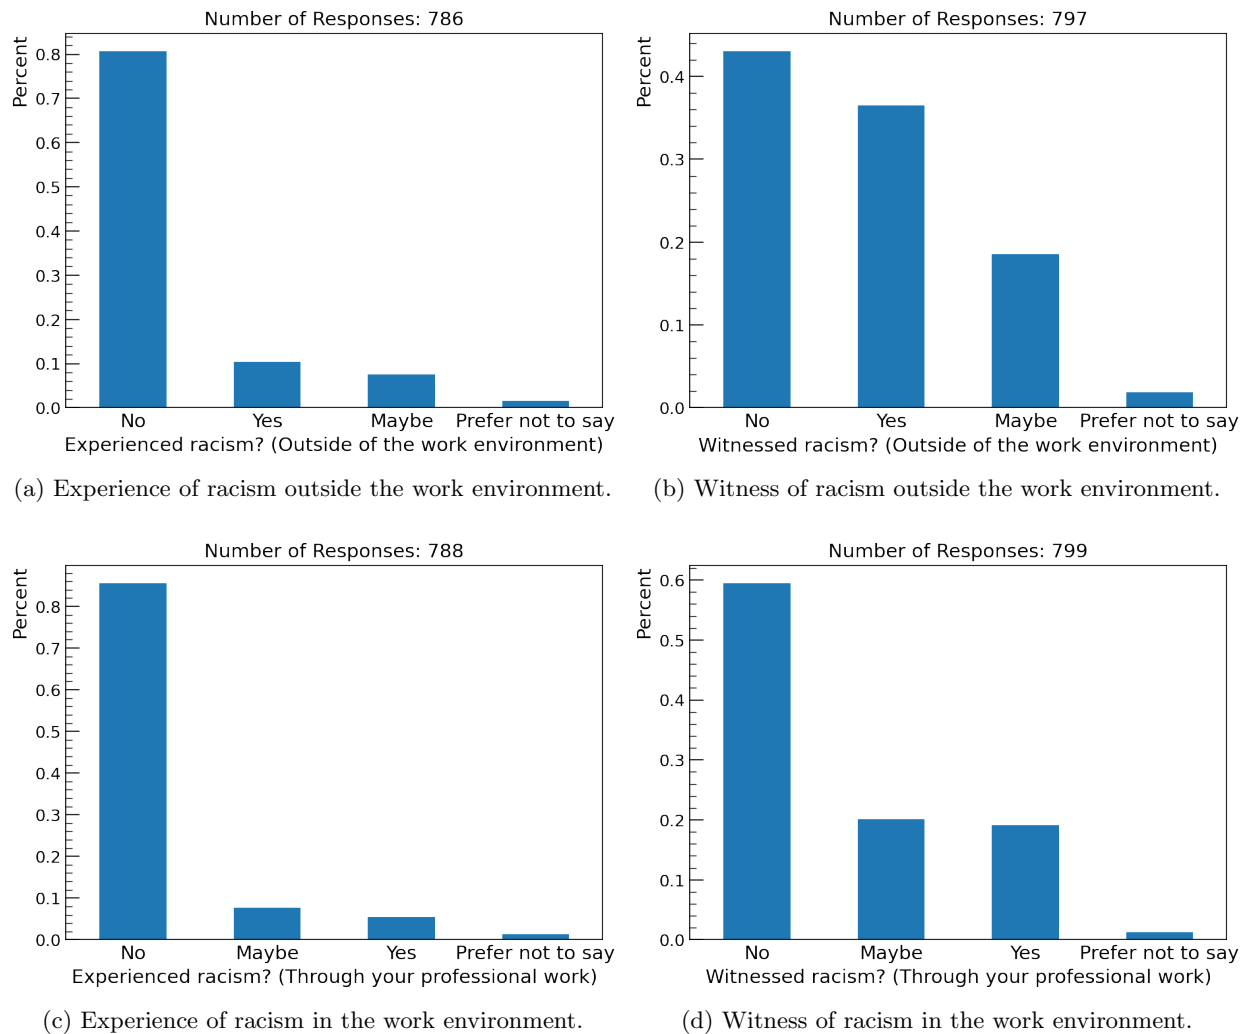 Number of Responses: 786
Percent
0.8
0.7
0.6
0.5
0.4
0.3
0.2
0.1
0.0
No Yes Maybe Prefer not to say
Experienced racism? (Outside of the work environment)
(a) Experience of racism outside the work environment.
Number of Responses: 797
Percent
0.4
0.3
0.2
0.1
0.0
No Yes Maybe Prefer not to say
Witnessed racism? (Outside of the work environment)
(b) Witness of racism outside the work environment.
Number of Responses: 788
Percent
0.8
0.7
0.6
0.5
0.4
0.3
0.2
0.1
0.0
No Maybe Yes Prefer not to say
Experienced racism? (Through your professional work)
(c) Experience of racism in the work environment.
Number of Responses: 799
Percent
0.6
0.5
0.4
0.3
0.2
0.1
0.0
No Maybe Yes Prefer not to say
Witnessed racism? (Through your professional work)
(d) Witness of racism in the work environment.